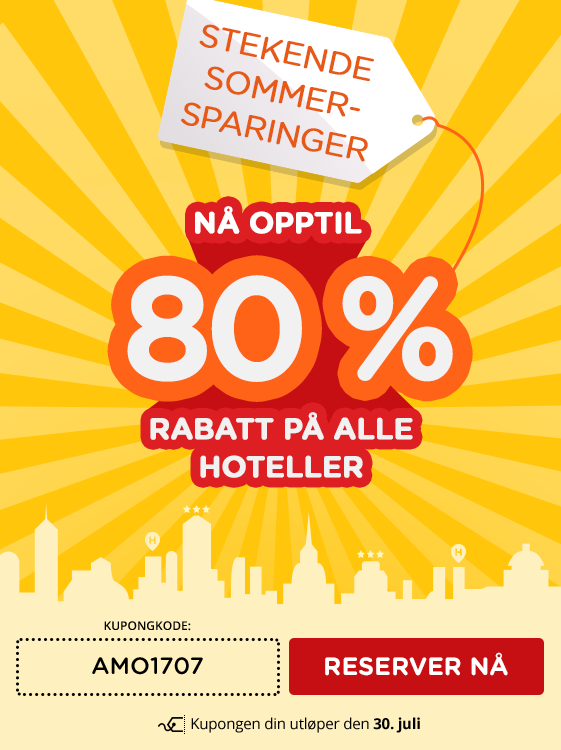 STEKENDE
SOMMER-
SPARINGER
NÅ OPPTIL
80 %
RABATT PÅ ALLE
HOTELLER
H
H
KUPONGKODE:
AMO1707
RESERVER NÅ
Kupongen din utløper den 30. juli